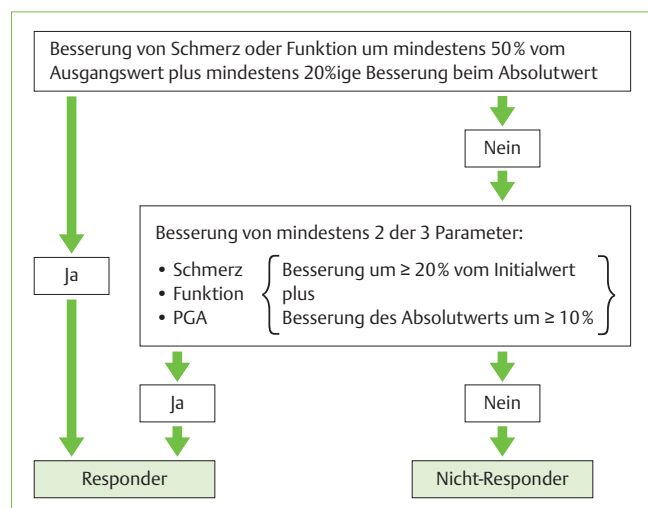 Besserung von Schmerz oder Funktion um mindestens 50% vom
Ausgangswert plus mindestens 20%ige Besserung beim Absolutwert
Nein
Besserung von mindestens 2 der 3 Parameter:
• Schmerz
• Funktion
• PGA
Besserung um ≥ 20% vom Initialwert
plus
Besserung des Absolutwerts um ≥ 10%
Ja
Ja
Nein
Responder
Nicht-Responder